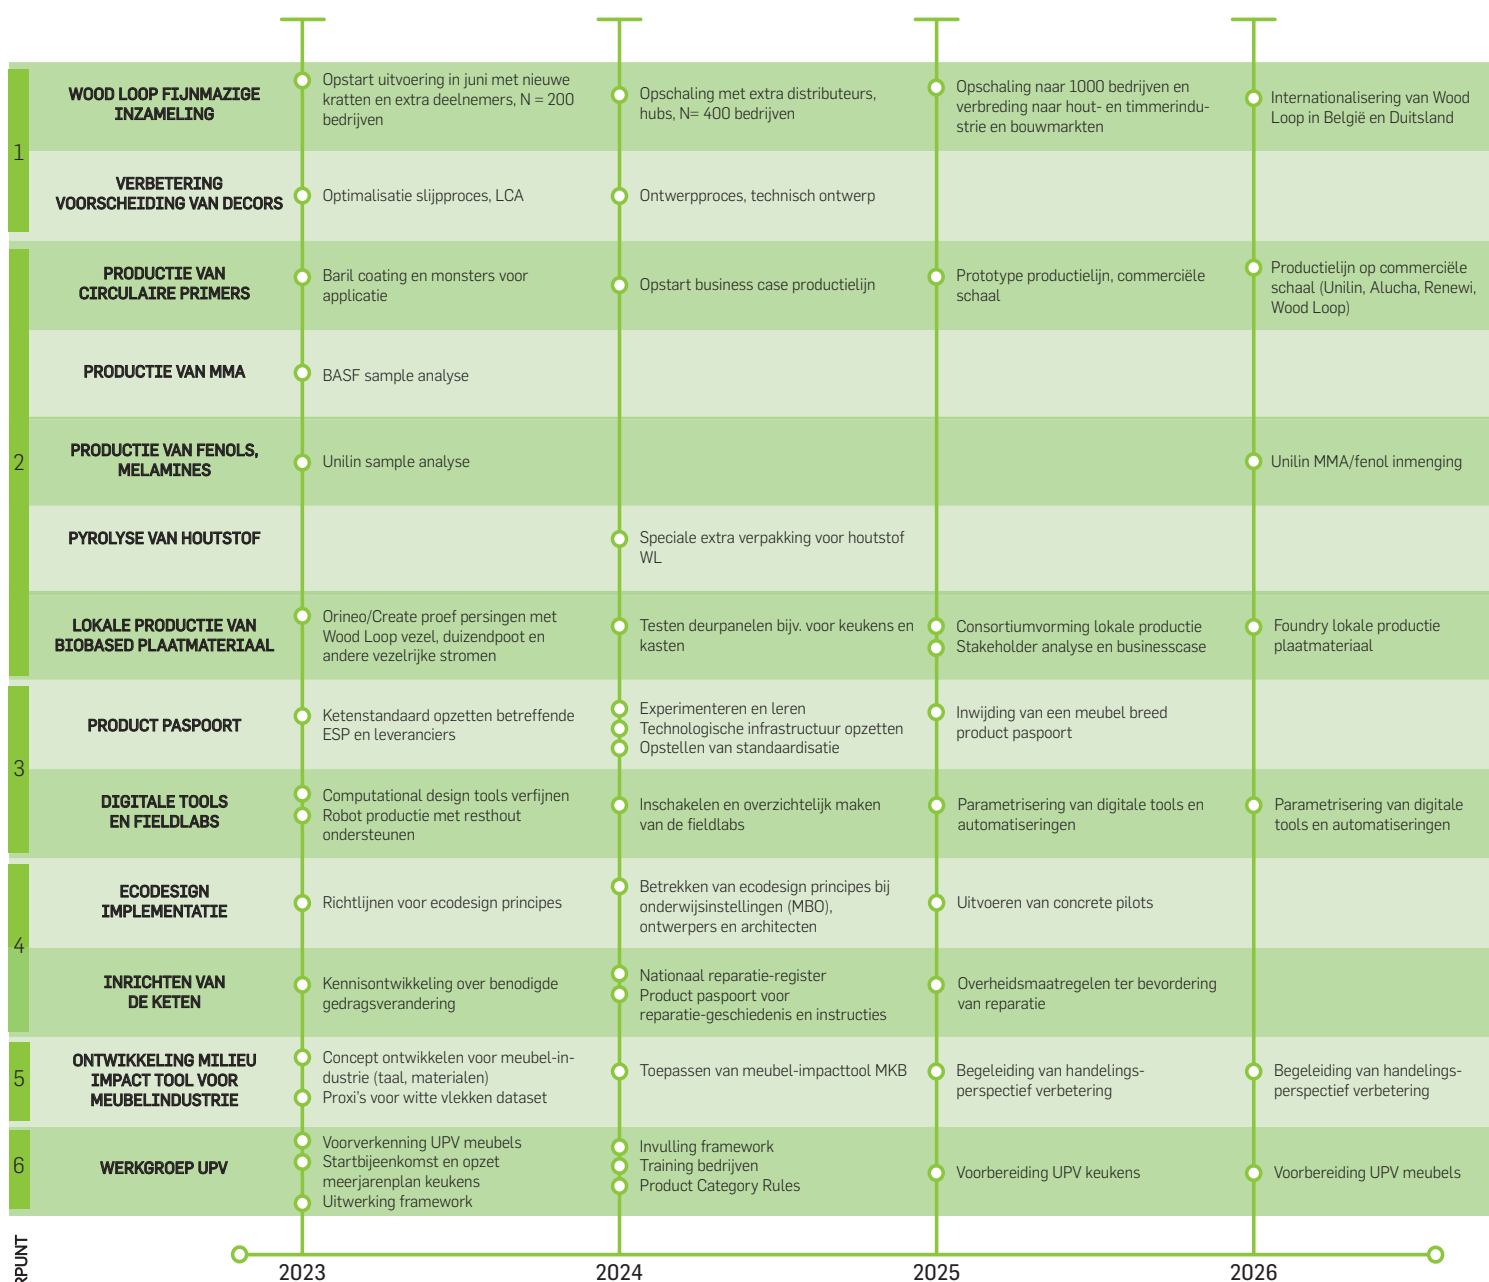 1
WOOD LOOP FIJNMAZIGE
INZAMELING
Opstart uitvoering in juni met nieuwe
kratten en extra deelnemers, N = 200
bedrijven
Opschaling met extra distributeurs,
hubs, N= 400 bedrijven
Opschaling naar 1000 bedrijven en
verbreding naar hout- en timmerindu-
strie en bouwmarkten
Internationalisering van Wood
Loop in België en Duitsland
VERBETERING
VOORSCHEIDING VAN DECORS
Optimalisatie slijpproces, LCA
Ontwerpproces, technisch ontwerp
2
PRODUCTIE VAN
CIRCULAIRE PRIMERS
Baril coating en monsters voor
applicatie
Opstart business case productielijn
Prototype productielijn, commerciële
schaal
Productielijn op commerciële
schaal (Unilin, Alucha, Renewi,
Wood Loop)
PRODUCTIE VAN MMA
BASF sample analyse
PRODUCTIE VAN FENOLS,
MELAMINES
Unilin sample analyse
Unilin MMA/fenol inmenging
PYROLYSE VAN HOUTSTOF
Speciale extra verpakking voor houtstof
WL
LOKALE PRODUCTIE VAN
BIOBASED PLAATMATERIAAL
Orineo/Create proef persingen met
Wood Loop vezel, duizendpoot en
andere vezelrijke stromen
Testen deurpanelen bijv. voor keukens en
kasten
Consortiumvorming lokale productie
Stakeholder analyse en businesscase
Foundry lokale productie
plaatmateriaal
3
PRODUCT PASPOORT
Ketenstandaard opzetten betreffende
ESP en leveranciers
Experimenteren en leren
Technologische infrastructuur opzetten
Opstellen van standaardisatie
Inwijding van een meubel breed
product paspoort
DIGITALE TOOLS
EN FIELDLABS
Computational design tools verfijnen
Robot productie met resthout
ondersteunen
Inschakelen en overzichtelijk maken
van de fieldlabs
Parametrisering van digitale tools en
automatiseringen
Parametrisering van digitale
tools en automatiseringen
4
ECODESIGN
IMPLEMENTATIE
Richtlijnen voor ecodesign principes
Betrekken van ecodesign principes bij
onderwijsinstellingen (MBO),
ontwerpers en architecten
Uitvoeren van concrete pilots
INRICHTEN VAN
DE KETEN
Kennisontwikkeling over benodigde
gedragsverandering
Nationaal reparatie-register
Product paspoort voor
reparatie-geschiedenis en instructies
Overheidsmaatregelen ter bevordering
van reparatie
5
ONTWIKKELING MILIEU
IMPACT TOOL VOOR
MEUBELINDUSTRIE
Concept ontwikkelen voor meubel-in-
dustrie (taal, materialen)
Proxi's voor witte vlekken dataset
Toepassen van meubel-impacttool MKB
Begeleiding van handelings-
perspectief verbetering
Begeleiding van handelings-
perspectief verbetering
6
WERKGROEP UPV
Voorverkenning UPV meubels
Startbijeenkomst en opzet
meerjarenplan keukens
Uitwerking framework
Invulling framework
Training bedrijven
Product Category Rules
Voorbereiding UPV keukens
Voorbereiding UPV meubels
2023
2024
2025
2026